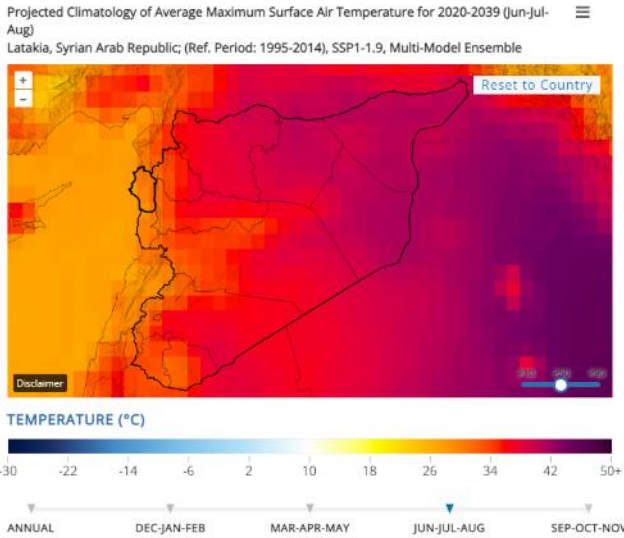 Projected Climatology of Average Maximum Surface Air Temperature for 2020-2039 (Jun-Jul-
Aug)
Latakia, Syrian Arab Republic; (Ref. Period: 1995-2014), SSP1-1.9, Multi-Model Ensemble
+
−
Reset to Country
Disclaimer
P10 P50 P90
TEMPERATURE (°C)
-30 -22 -14 -6 2 10 18 26 34 42 50+
ANNUAL DEC-JAN-FEB MAR-APR-MAY JUN-JUL-AUG SEP-OCT-NOV